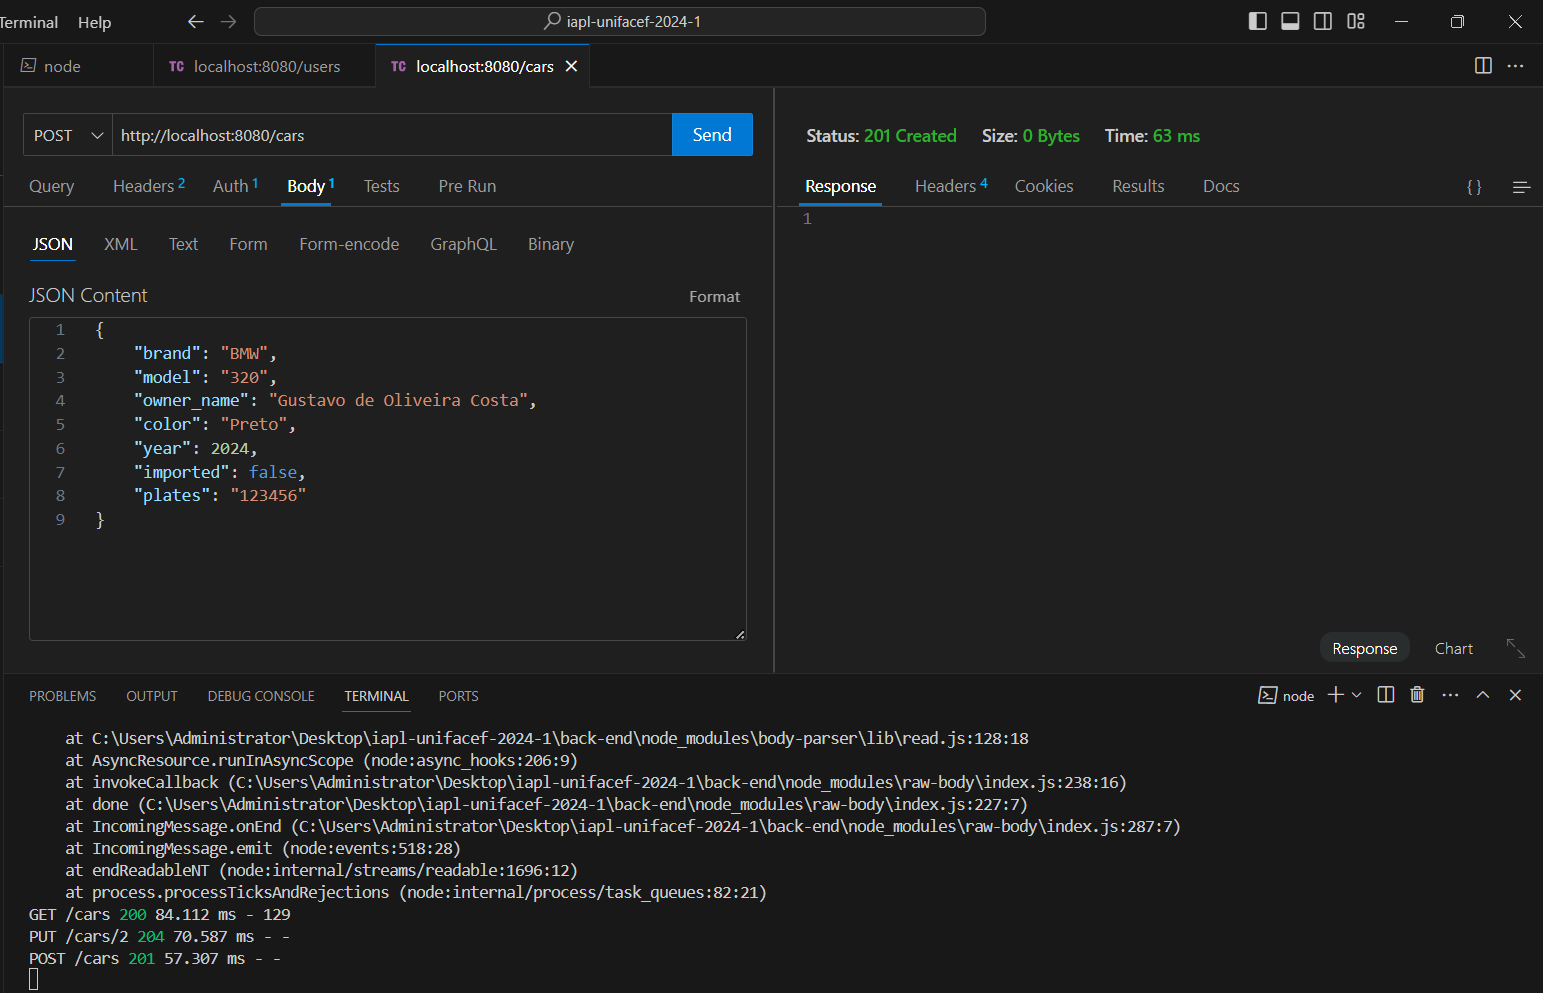 Terminal Help iapl-unifacef-2024-1
node TC localhost:8080/users TC localhost:8080/cars
POST http://localhost:8080/cars Send
Status: 201 Created Size: 0 Bytes Time: 63 ms
Query Headers 2 Auth 1 Body 1 Tests Pre Run
Response Headers 4 Cookies Results Docs { }
1
JSON XML Text Form Form-encode GraphQL Binary
JSON Content Format
1 {
2 "brand": "BMW",
3 "model": "320",
4 "owner_name": "Gustavo de Oliveira Costa",
5 "color": "Preto",
6 "year": 2024,
7 "imported": false,
8 "plates": "123456"
9 }
Response Chart
PROBLEMS OUTPUT DEBUG CONSOLE TERMINAL PORTS node
at C:\Users\Administrator\Desktop\iapl-unifacef-2024-1\back-end\node_modules\body-parser\lib\read.js:128:18
at AsyncResource.runInAsyncScope (node:async_hooks:206:9)
at invokeCallback (C:\Users\Administrator\Desktop\iapl-unifacef-2024-1\back-end\node_modules\raw-body\index.js:238:16)
at done (C:\Users\Administrator\Desktop\iapl-unifacef-2024-1\back-end\node_modules\raw-body\index.js:227:7)
at IncomingMessage.onEnd (C:\Users\Administrator\Desktop\iapl-unifacef-2024-1\back-end\node_modules\raw-body\index.js:287:7)
at IncomingMessage.emit (node:events:518:28)
at endReadableNT (node:internal/streams/readable:1696:12)
at process.processTicksAndRejections (node:internal/process/task_queues:82:21)
GET /cars 200 84.112 ms - 129
PUT /cars/2 204 70.587 ms - -
POST /cars 201 57.307 ms - -